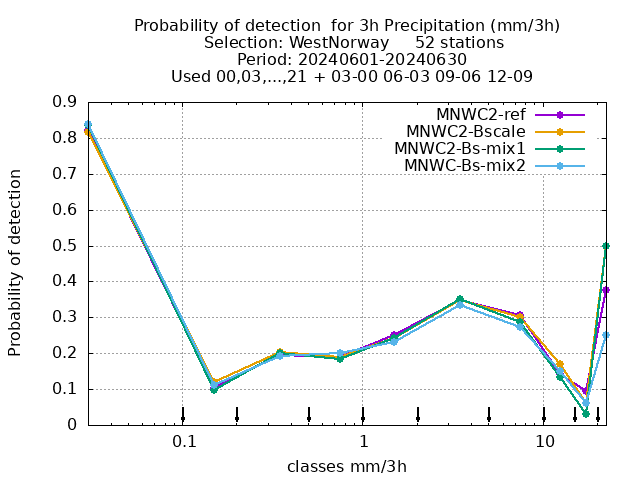 Probability of detection  for 3h Precipitation (mm/3h)
Selection: WestNorway     52 stations
Period: 20240601-20240630
Used 00,03,...,21 + 03-00 06-03 09-06 12-09
MNWC2-ref
MNWC2-Bscale
MNWC2-Bs-mix1
MNWC-Bs-mix2
Probability of detection
0.9
0.8
0.7
0.6
0.5
0.4
0.3
0.2
0.1
0
0.1 1 10
classes mm/3h